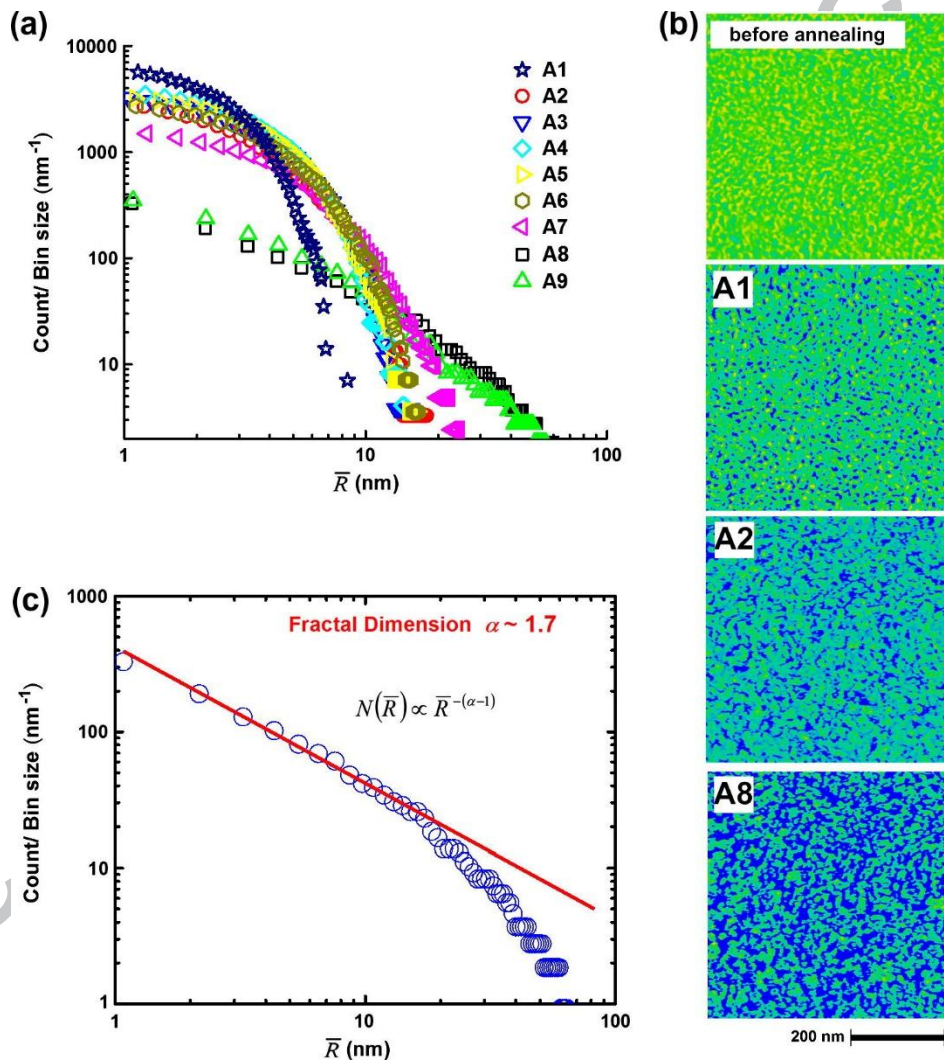 (a)
10000
1000
100
10
Count/ Bin size (nm⁻¹)
1
10
100
R̅ (nm)
A1
A2
A3
A4
A5
A6
A7
A8
A9
(b)
before annealing
A1
A2
A8
200 nm
(c)
1000
100
10
1
Count/ Bin size (nm⁻¹)
Fractal Dimension α ~ 1.7
N(R̅) ∝ R̅^-(α-1)
1
10
100
R̅ (nm)